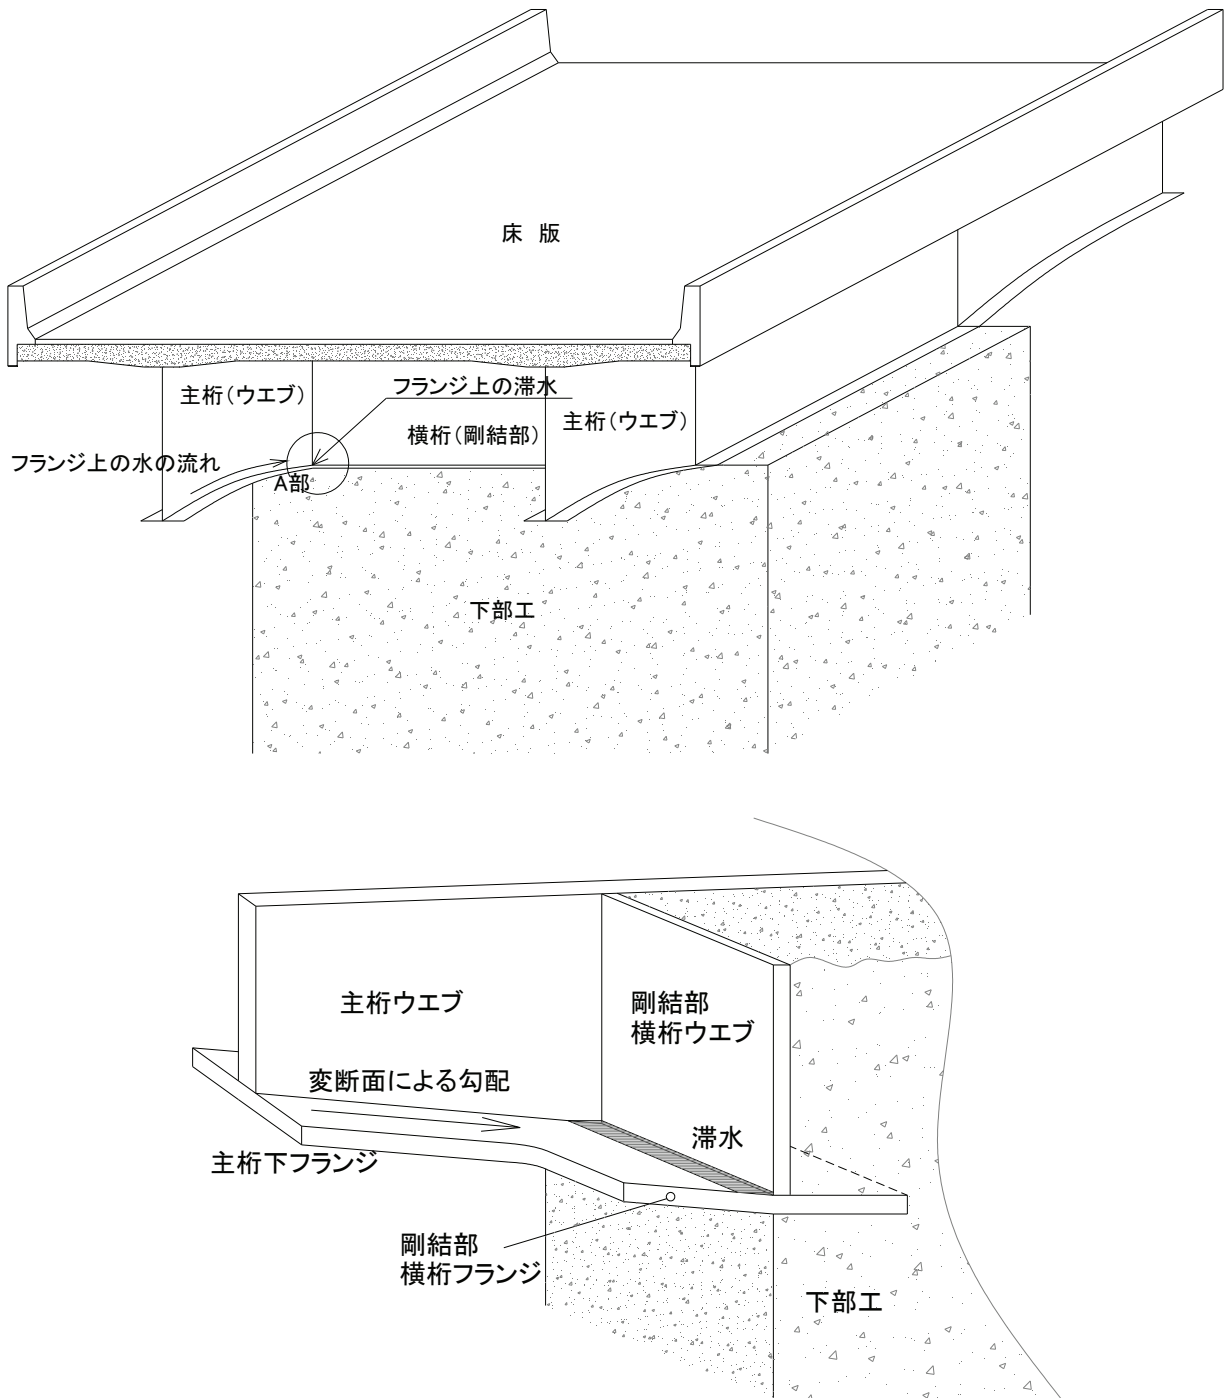 床 版
主桁(ウエブ)
フランジ上の滞水
横桁(剛結部)
主桁(ウエブ)
フランジ上の水の流れ
A部
下部工
主桁ウエブ
剛結部
横桁ウエブ
変断面による勾配
滞水
主桁下フランジ
剛結部
横桁フランジ
下部工